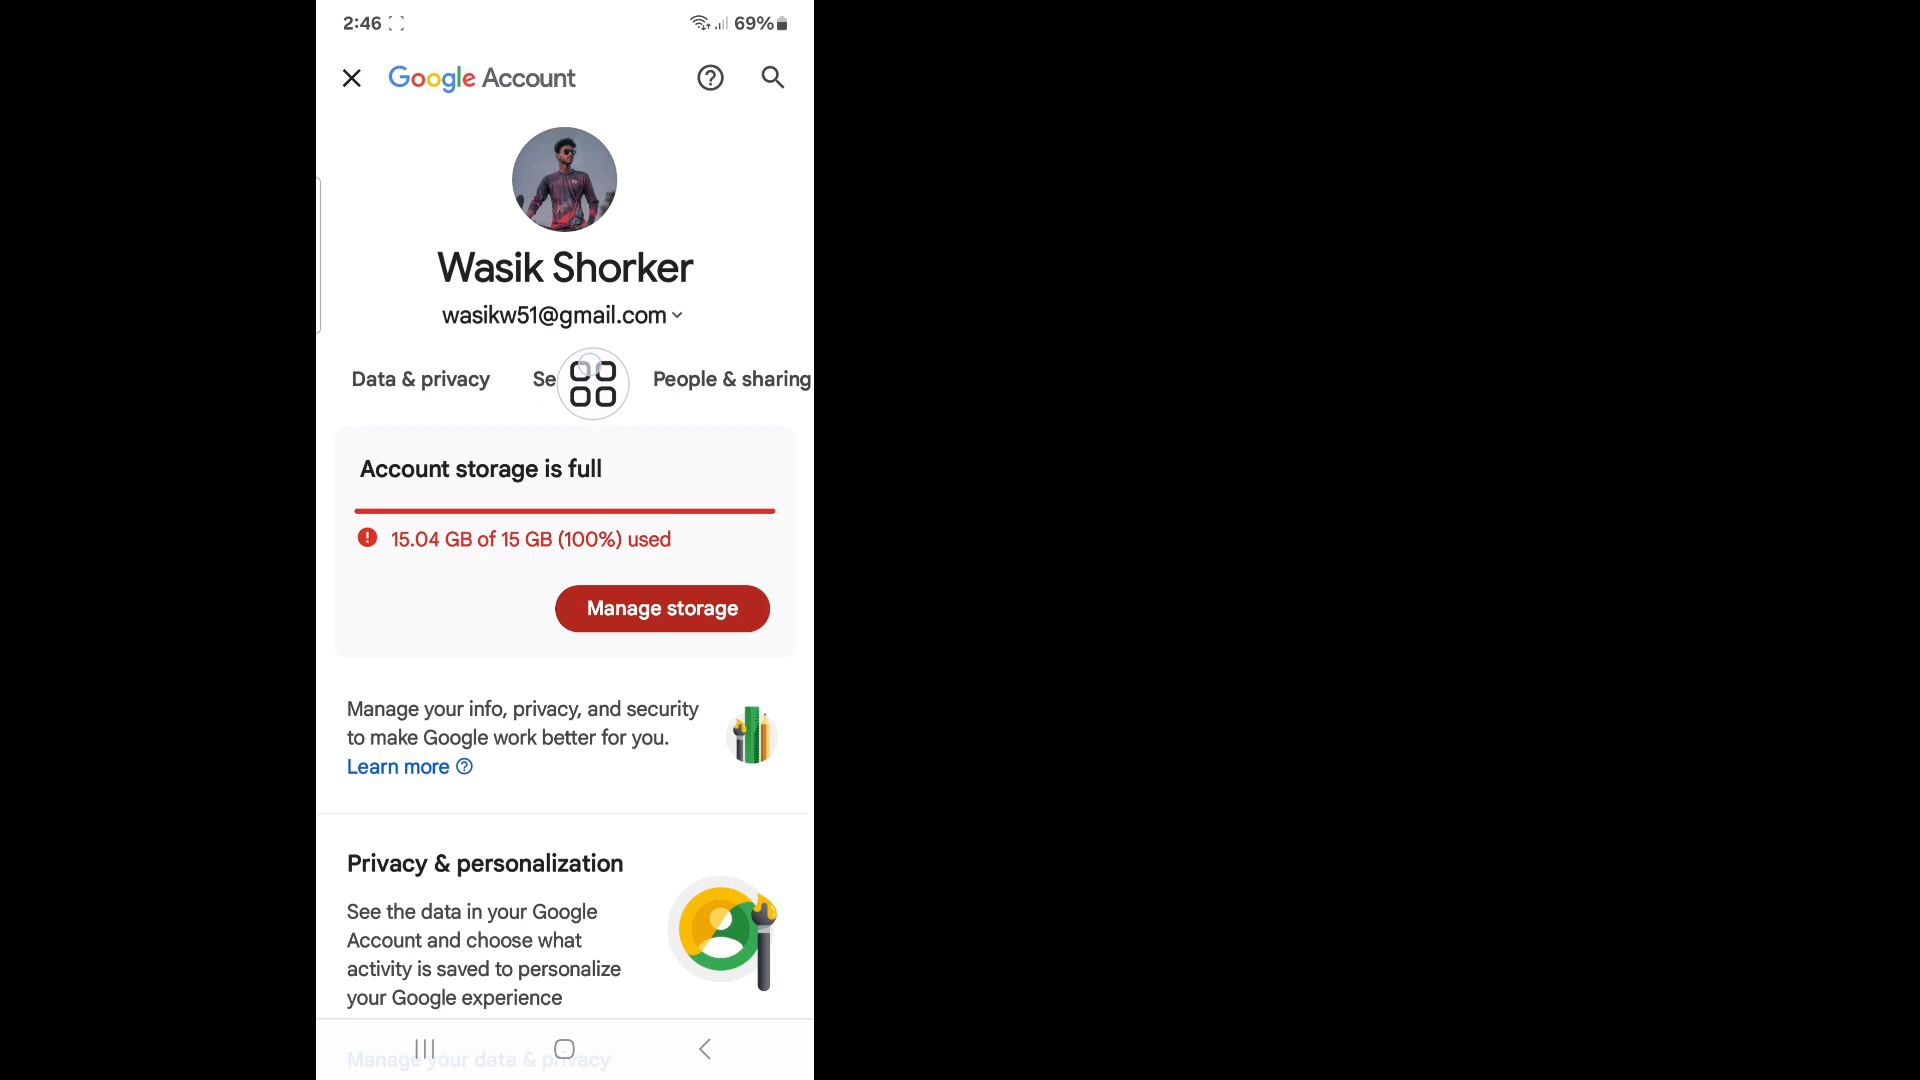 2:46
69%
Google Account
Wasik Shorker
wasikw51@gmail.com
Data & privacy
People & sharing
Account storage is full
15.04 GB of 15 GB (100%) used
Manage storage
Manage your info, privacy, and security
to make Google work better for you.
Learn more
Privacy & personalization
See the data in your Google
Account and choose what
activity is saved to personalize
your Google experience
Manage your data & privacy